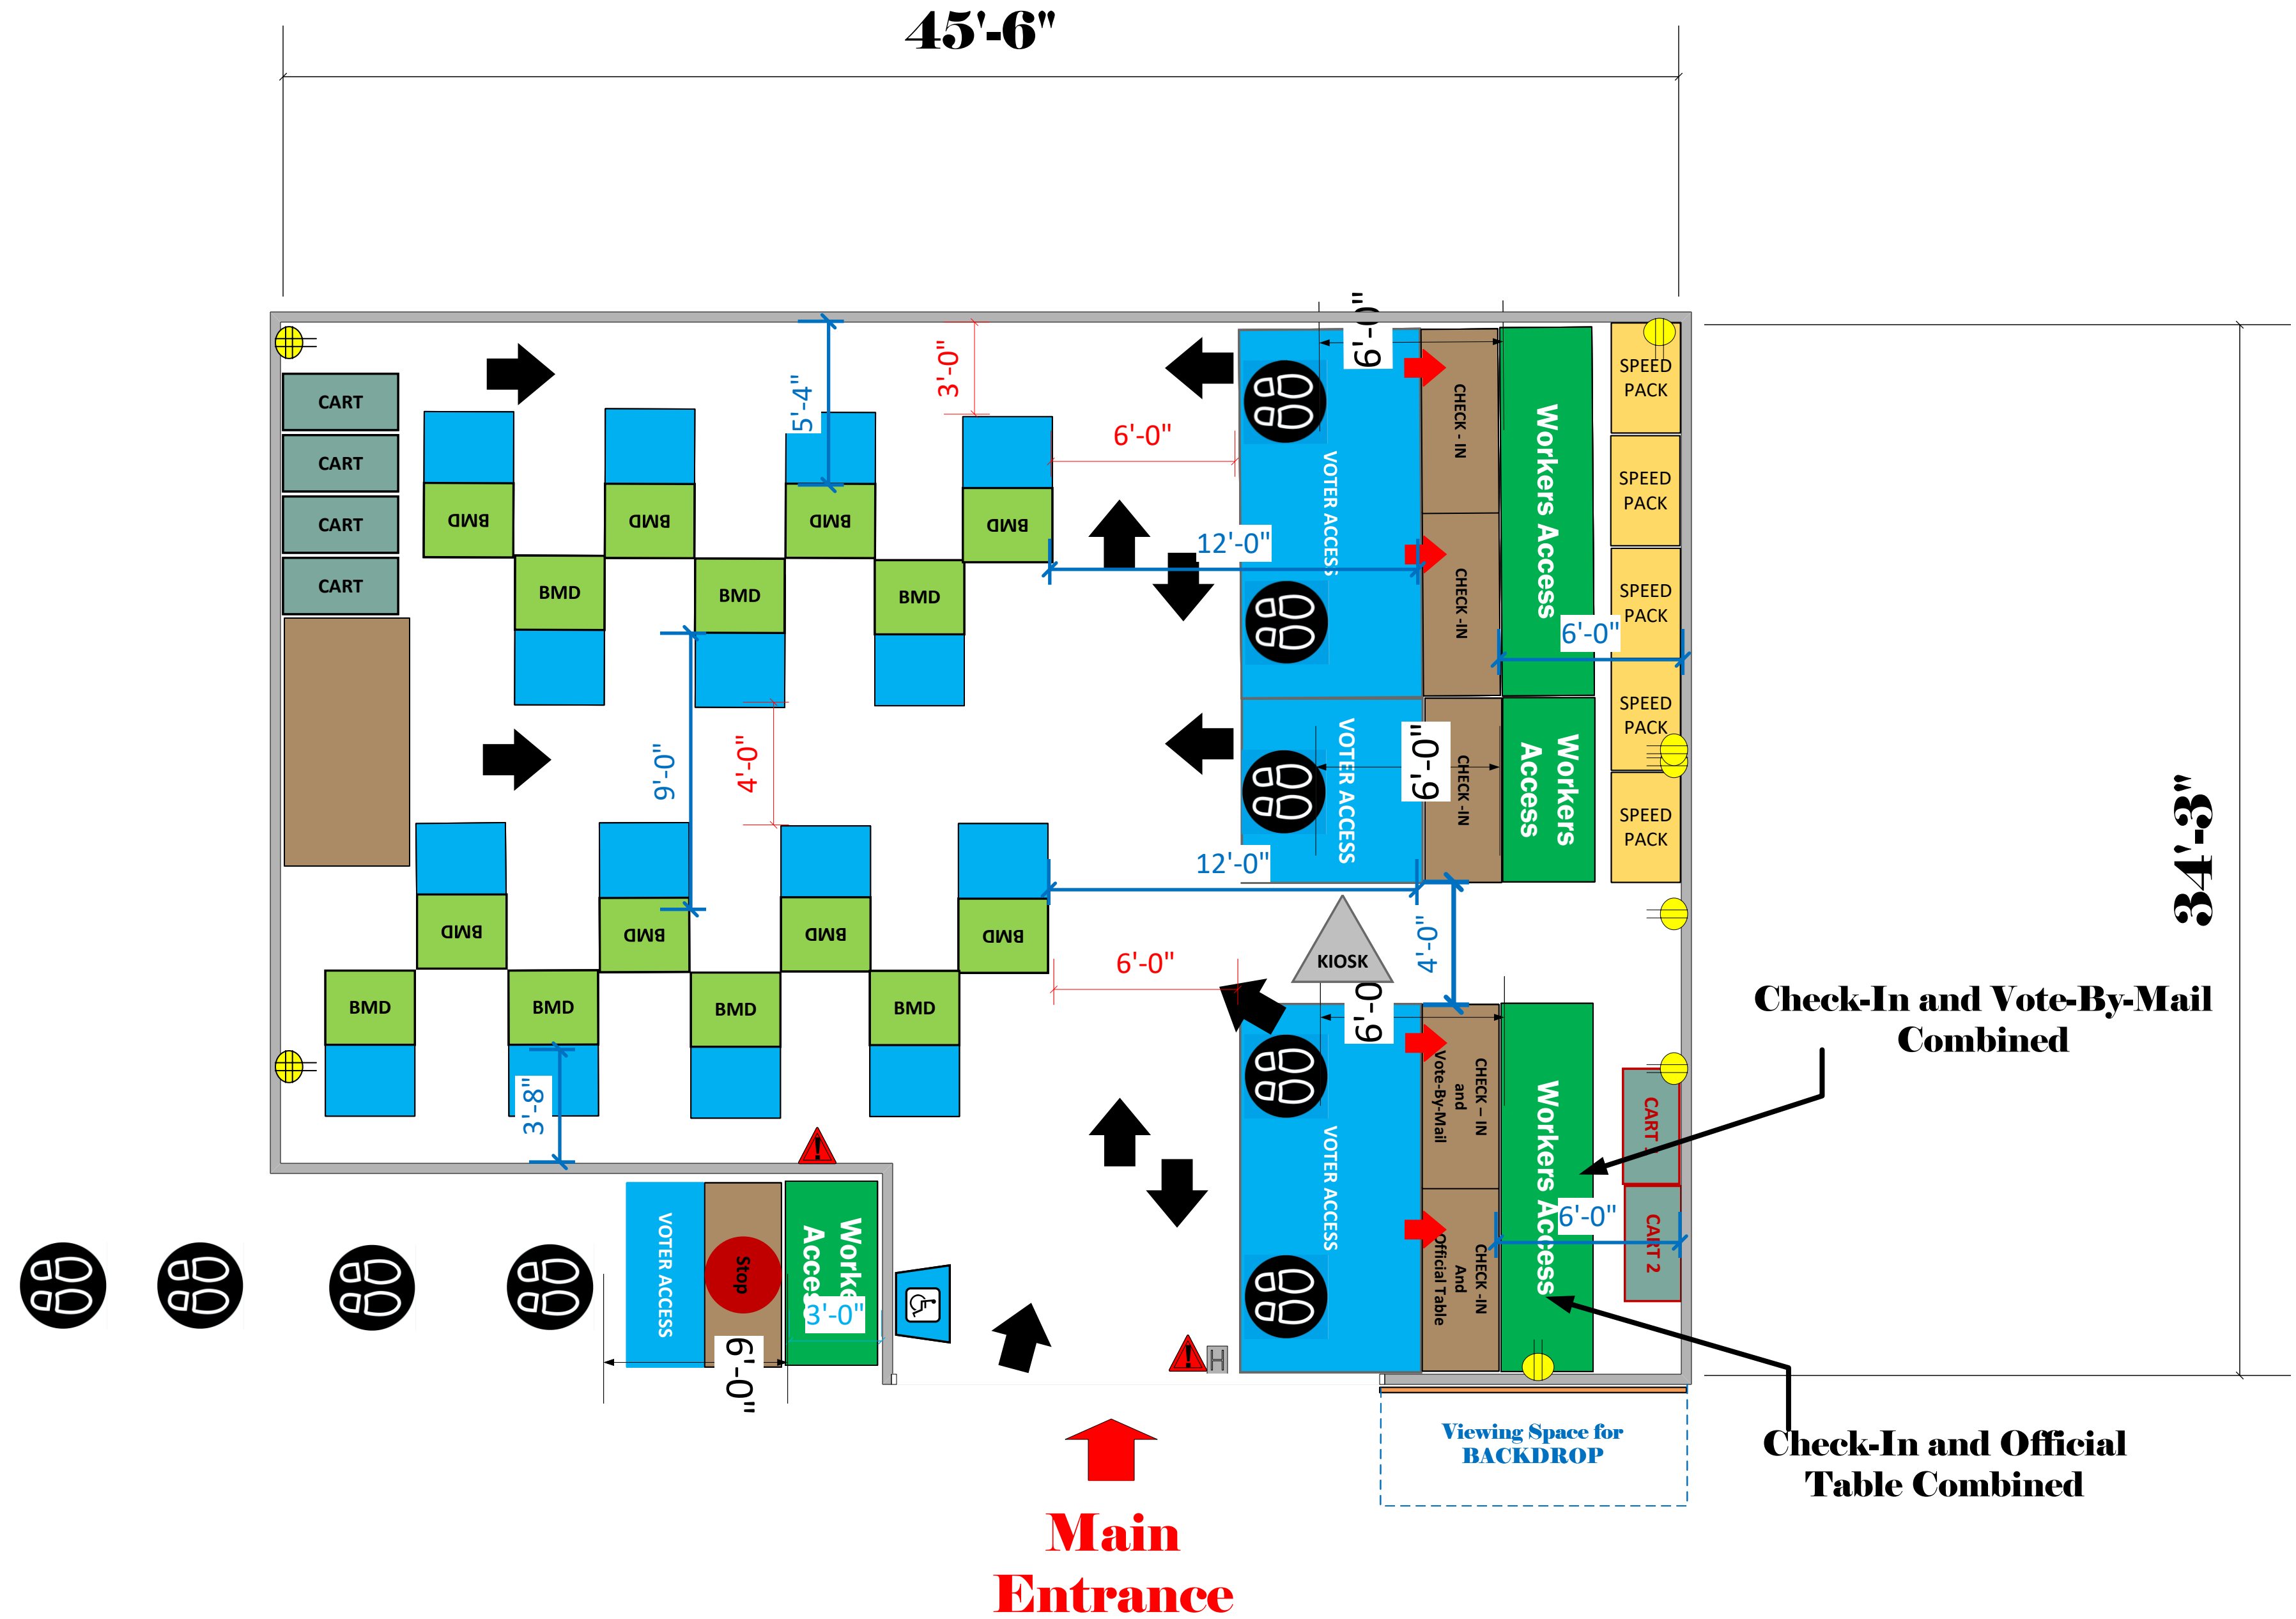 45'-6"
6'-0"
SPEED
PACK
CART
3'-0"
5'-4"
CHECK - IN
Workers Access
6'-0"
CART
VOTER ACCESS
SPEED
PACK
BMD
BMD
BMD
BMD
CART
12'-0"
CART
BMD
BMD
BMD
CHECK -IN
SPEED
PACK
6'-0"
SPEED
PACK
9'-0"
4'-0"
VOTER ACCESS
6'-0"
CHECK -IN
Workers
Access
SPEED
PACK
34'-3"
12'-0"
BMD
BMD
BMD
BMD
6'-0"
KIOSK
4'-0"
BMD
BMD
BMD
BMD
6'-0
Check-In and Vote-By-Mail
Combined
3'-8"
VOTER ACCESS
CHECK – IN
and
Vote-By-Mail
Workers Access
CART
6'-0"
CART 2
CHECK -IN
And
Official Table
VOTER ACCESS
Stop
3'-0"
6'-0"
Viewing Space for
BACKDROP
Check-In and Official
Table Combined
Main
Entrance